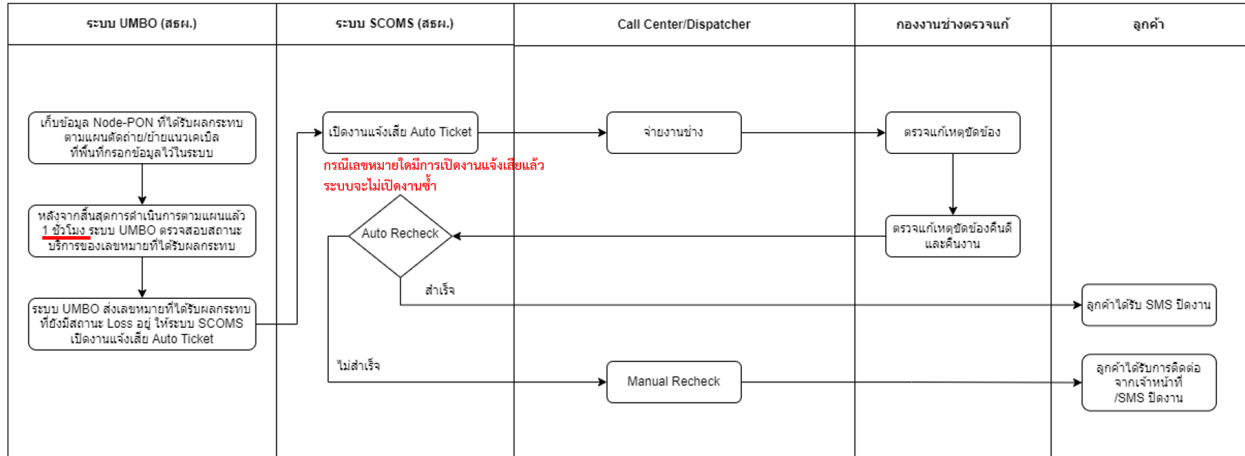 ระบบ UMBO (สธผ.)
ระบบ SCOMS (สธผ.)
Call Center/Dispatcher
กองงานช่างตรวจแก้
ลูกค้า
เก็บข้อมูล Node-PON ที่ได้รับผลกระทบ
ตามแผนตัดถ่าย/ย้ายแนวเคเบิล
ที่พื้นที่กรอกข้อมูลไว้ในระบบ
เปิดงานแจ้งเสีย Auto Ticket
จ่ายงานช่าง
ตรวจแก้เหตุขัดข้อง
กรณีเลขหมายใดมีการเปิดงานแจ้งเสียแล้ว
ระบบจะไม่เปิดงานซ้ำ
หลังจากสิ้นสุดการดำเนินการตามแผนแล้ว
1 ชั่วโมง ระบบ UMBO ตรวจสอบสถานะ
บริการของเลขหมายที่ได้รับผลกระทบ
Auto Recheck
ตรวจแก้เหตุขัดข้องคืนดี
และคืนงาน
ระบบ UMBO ส่งเลขหมายที่ได้รับผลกระทบ
ที่ยังมีสถานะ Loss อยู่ ให้ระบบ SCOMS
เปิดงานแจ้งเสีย Auto Ticket
สำเร็จ
ลูกค้าได้รับ SMS ปิดงาน
ไม่สำเร็จ
Manual Recheck
ลูกค้าได้รับการติดต่อ
จากเจ้าหน้าที่
/SMS ปิดงาน